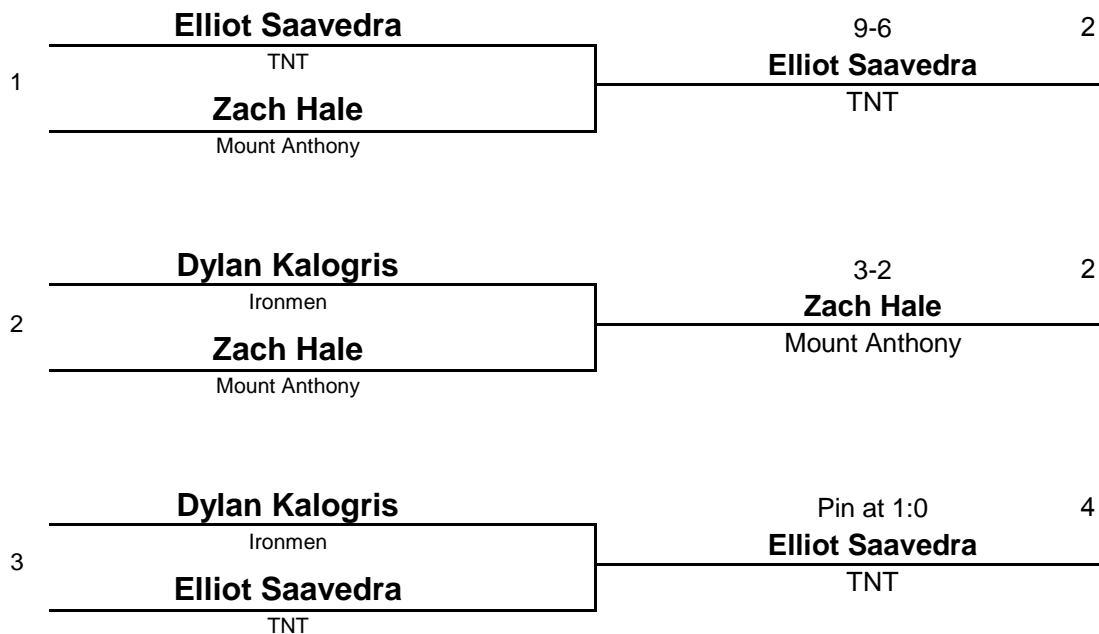 Elliot Saavedra
TNT
1
Zach Hale
Mount Anthony
9-6 2
Elliot Saavedra
TNT
Dylan Kalogris
Ironmen
2
Zach Hale
Mount Anthony
3-2 2
Zach Hale
Mount Anthony
Dylan Kalogris
Ironmen
3
Elliot Saavedra
TNT
Pin at 1:0 4
Elliot Saavedra
TNT